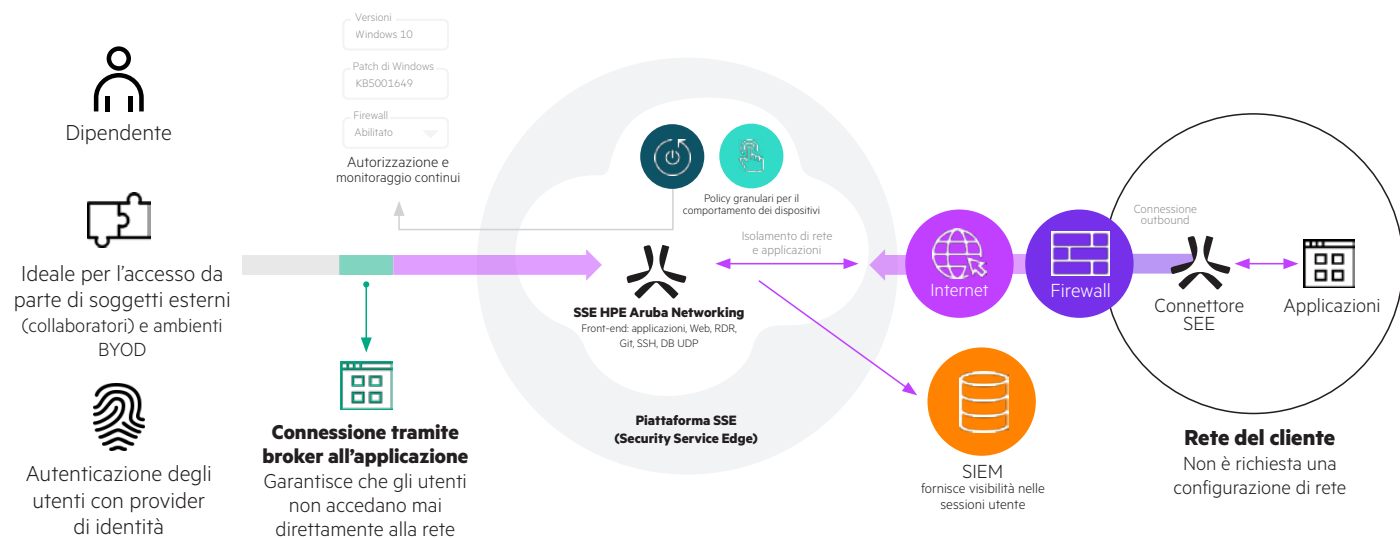 Dipendente
Ideale per l'accesso da
parte di soggetti esterni
(collaboratori) e ambienti
BYOD
Autenticazione degli
utenti con provider
di identità
Versioni
Windows 10
Patch di Windows
KB5001649
Firewall
Abilitato
Autorizzazione e
monitoraggio continui
Connessione tramite
broker all'applicazione
Garantisce che gli utenti
non accedano mai
direttamente alla rete
Policy granulari per il
comportamento dei dispositivi
Isolamento di rete
e applicazioni
SSE HPE Aruba Networking
Front-end: applicazioni, Web, RDR,
Git, SSH, DB UDP
Piattaforma SSE
(Security Service Edge)
Internet
Firewall
SIEM
fornisce visibilità nelle
sessioni utente
Connessione
outbound
Connettore
SEE
Applicazioni
Rete del cliente
Non è richiesta una
configurazione di rete